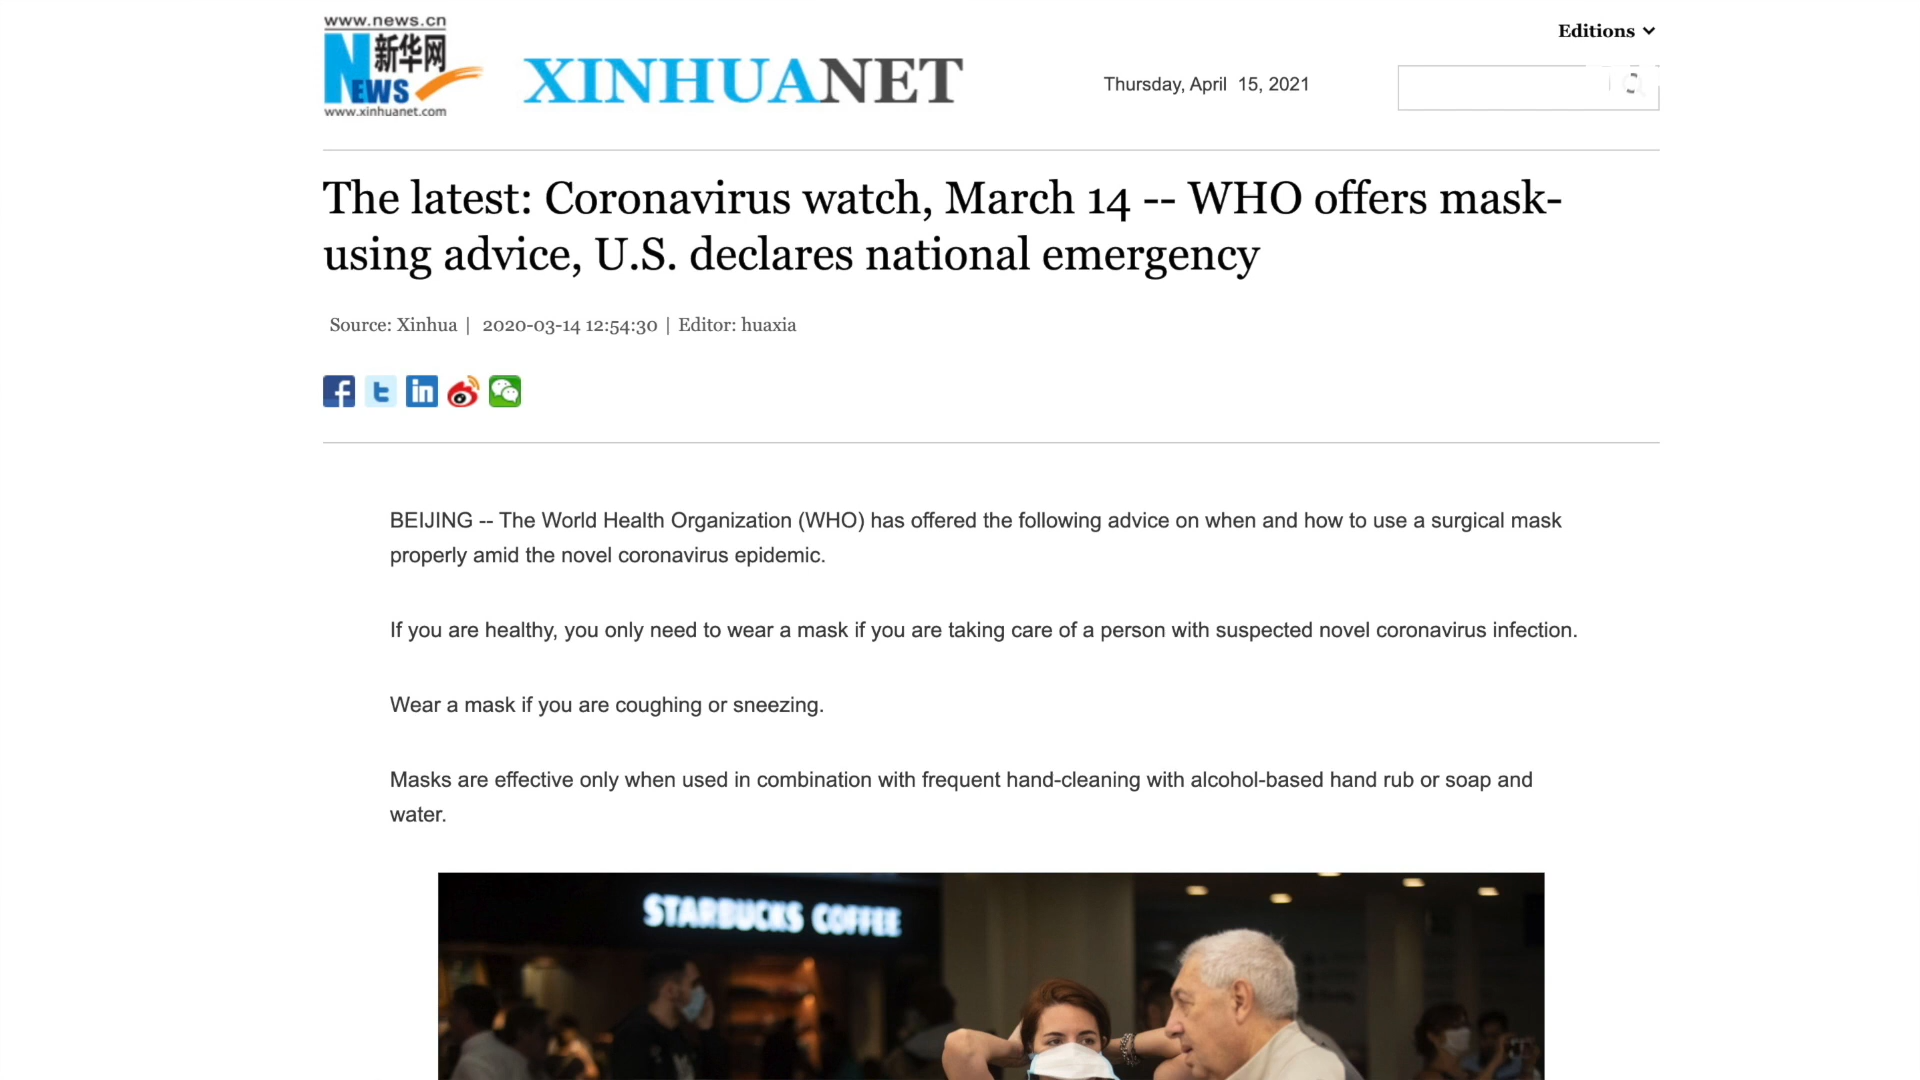 www.news.cn
新华网
NEWS
www.xinhuanet.com
XINHUANET
Thursday, April 15, 2021
Editions
The latest: Coronavirus watch, March 14 -- WHO offers mask-
using advice, U.S. declares national emergency
Source: Xinhua | 2020-03-14 12:54:30 | Editor: huaxia
BEIJING -- The World Health Organization (WHO) has offered the following advice on when and how to use a surgical mask
properly amid the novel coronavirus epidemic.
If you are healthy, you only need to wear a mask if you are taking care of a person with suspected novel coronavirus infection.
Wear a mask if you are coughing or sneezing.
Masks are effective only when used in combination with frequent hand-cleaning with alcohol-based hand rub or soap and
water.
STARBUCKS COFFEE